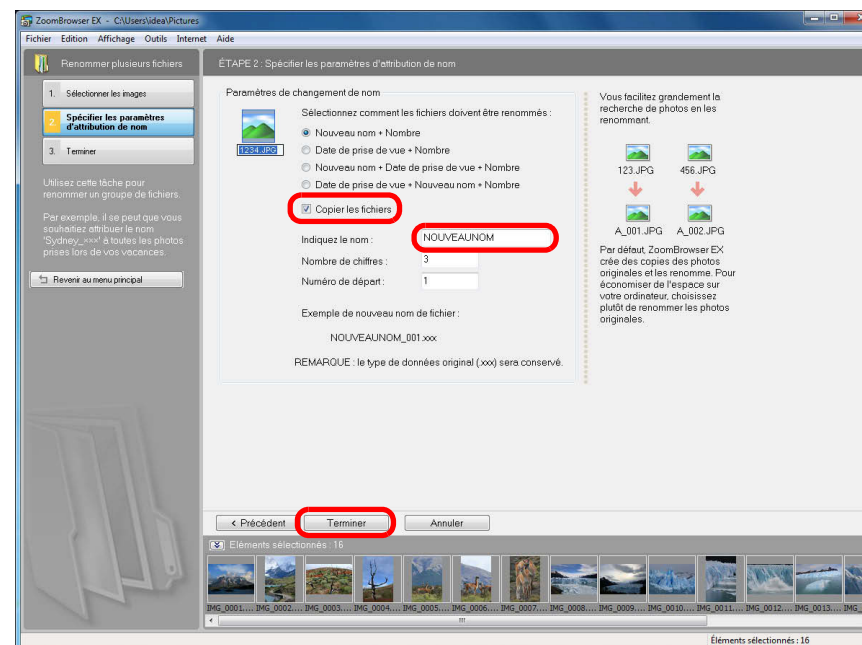 ZoomBrowser EX - C:\Users\idea\Pictures
Fichier Edition Affichage Outils Internet Aide
Renommer plusieurs fichiers
1. Sélectionner les images
2. Spécifier les paramètres
d'attribution de nom
3. Terminer
Utilisez cette tâche pour
renommer un groupe de fichiers.
Par exemple, il se peut que vous
souhaitiez attribuer le nom
'Sydney_×××' à toutes les photos
prises lors de vos vacances.
Revenir au menu principal
ÉTAPE 2 : Spécifier les paramètres d'attribution de nom
Paramètres de changement de nom
1234.JPG
Sélectionnez comment les fichiers doivent être renommés :
Nouveau nom + Nombre
Date de prise de vue + Nombre
Nouveau nom + Date de prise de vue + Nombre
Date de prise de vue + Nouveau nom + Nombre
Copier les fichiers
Indiquez le nom : NOUVEAUNOM
Nombre de chiffres : 3
Numéro de départ : 1
Exemple de nouveau nom de fichier :
NOUVEAUNOM_001.xxx
REMARQUE : le type de données original (.xxx) sera conservé.
Vous facilitez grandement la
recherche de photos en les
renommant.
123.JPG 456.JPG
A_001.JPG A_002.JPG
Par défaut, ZoomBrowser EX
crée des copies des photos
originales et les renomme. Pour
économiser de l'espace sur
votre ordinateur, choisissez
plutôt de renommer les photos
originales.
< Précédent Terminer Annuler
Eléments sélectionnés : 16
IMG_0001.... IMG_0002.... IMG_0003.... IMG_0004.... IMG_0005.... IMG_0006.... IMG_0007.... IMG_0008.... IMG_0009.... IMG_0010.... IMG_0011.... IMG_0012.... IMG_0013.... IMG_
Éléments sélectionnés : 16